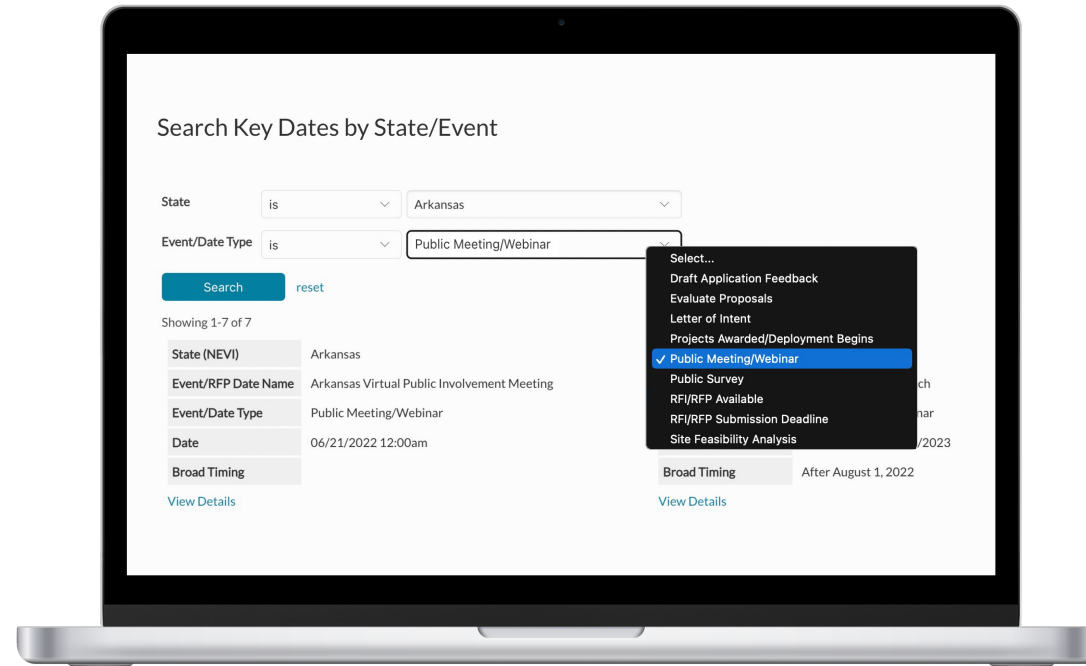 Search Key Dates by State/Event
State is Arkansas
Event/Date Type is Public Meeting/Webinar
Select...
Draft Application Feedback
Evaluate Proposals
Letter of Intent
Projects Awarded/Deployment Begins
✓ Public Meeting/Webinar
Public Survey
RFI/RFP Available
RFI/RFP Submission Deadline
Site Feasibility Analysis
Search reset
Showing 1-7 of 7
State (NEVI) Arkansas
Event/RFP Date Name Arkansas Virtual Public Involvement Meeting
Event/Date Type Public Meeting/Webinar
Date 06/21/2022 12:00am
Broad Timing
View Details
/2023
Broad Timing After August 1, 2022
View Details